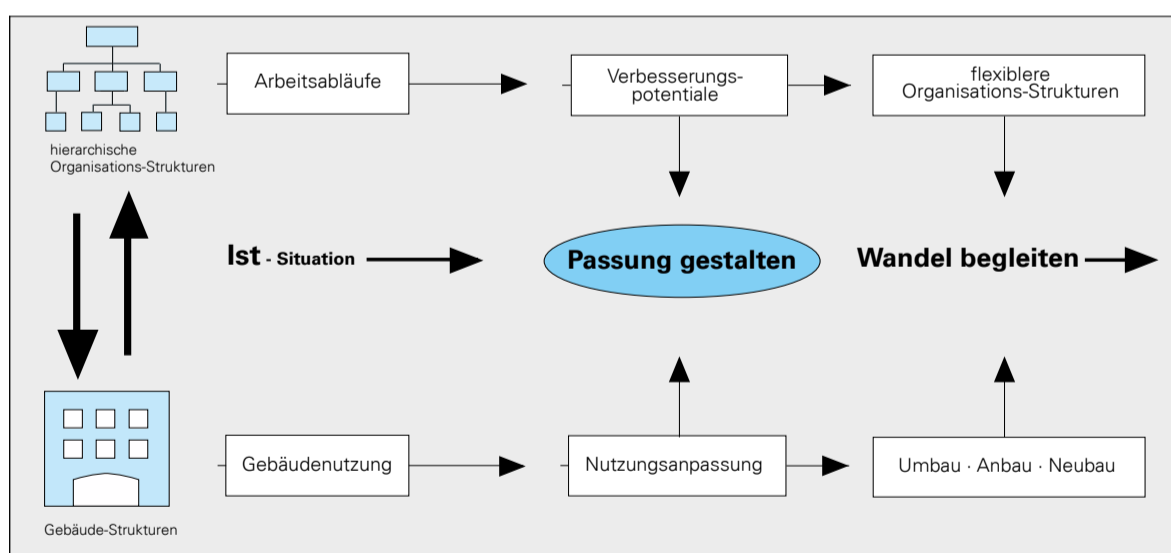 Arbeitsabläufe
Verbesserungs-
potentiale
flexiblere
Organisations-Strukturen
hierarchische
Organisations-Strukturen
Ist - Situation
Passung gestalten
Wandel begleiten
Gebäudenutzung
Nutzungsanpassung
Umbau · Anbau · Neubau
Gebäude-Strukturen